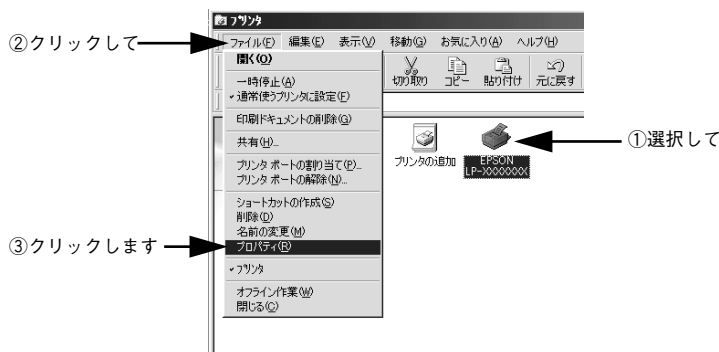 プリンタ
②クリックして
ファイル(F) 編集(E) 表示(V) 移動(G) お気に入り(A) ヘルプ(H)
開く(O)
切り取り コピー 貼り付け 元に戻す
一時停止(A)
通常使うプリンタに設定(F)
印刷ドキュメントの削除(G)
共有(H)...
①選択して
プリンタの追加
EPSON
LP-XXXXXXX
プリンタ ポートの割り当て(P)...
プリンタ ポートの解除(N)...
ショートカットの作成(S)
削除(D)
名前の変更(M)
③クリックします
プロパティ(R)
プリンタ
オフライン作業(W)
閉じる(C)